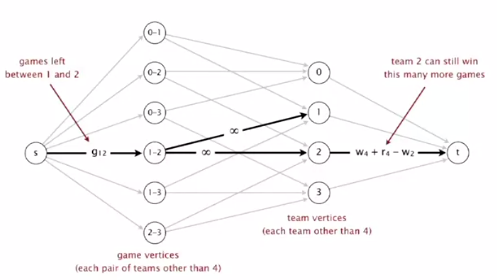 games left
between 1 and 2
team 2 can still win
this many more games
0–1
0–2
0–3
1–2
1–3
2–3
s
g12
∞
∞
0
1
2
3
w4 + r4 − w2
t
team vertices
(each team other than 4)
game vertices
(each pair of teams other than 4)